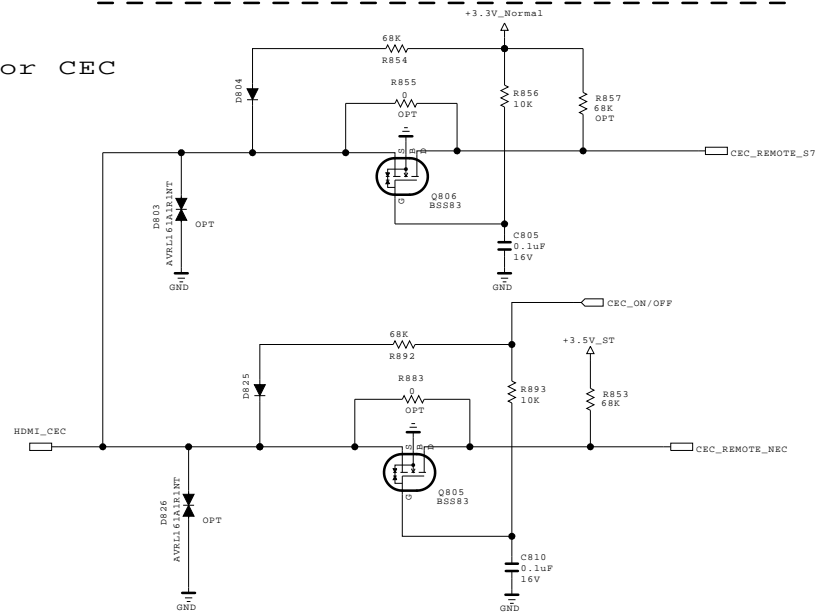 +3.3V_Normal
or CEC
68K
R854
D804
R855
0
OPT
R856
10K
R857
68K
OPT
S
B
D
CEC_REMOTE_S7
Q806
BSS83
G
D803
AVRL161A1R1NT
OPT
C805
0.1uF
16V
GND
GND
CEC_ON/OFF
68K
R892
+3.5V_ST
D825
R883
0
OPT
R893
10K
R853
68K
HDMI_CEC
S
B
D
CEC_REMOTE_NEC
Q805
BSS83
G
D826
AVRL161A1R1NT
OPT
C810
0.1uF
16V
GND
GND